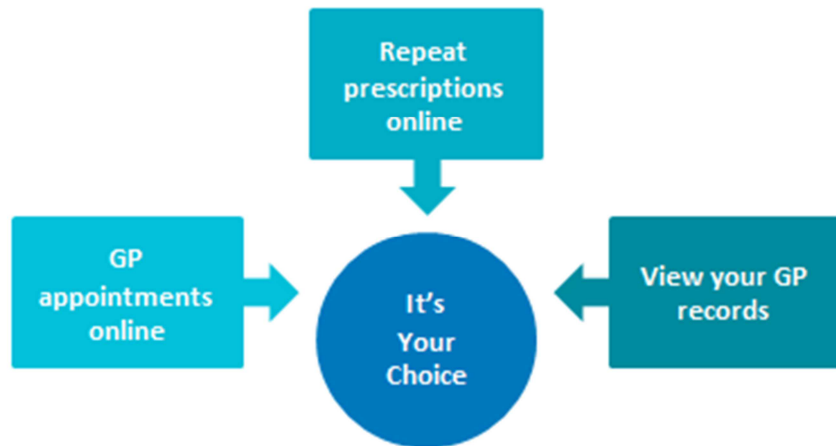 Repeat
prescriptions
online
GP
appointments
online
It's
Your
Choice
View your GP
records